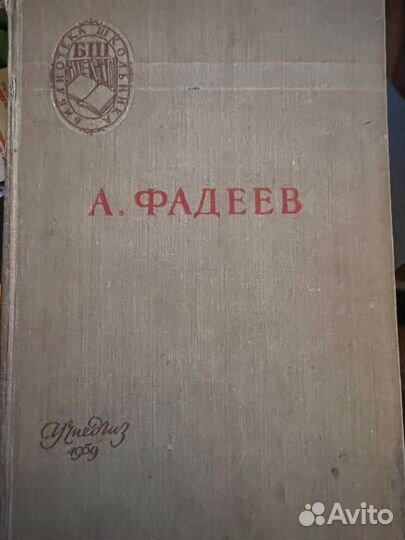 БИБЛИОТЕКА ШКОЛЬНИКА
БШ
А. ФАДЕЕВ
Учпедгиз
1959
Avito